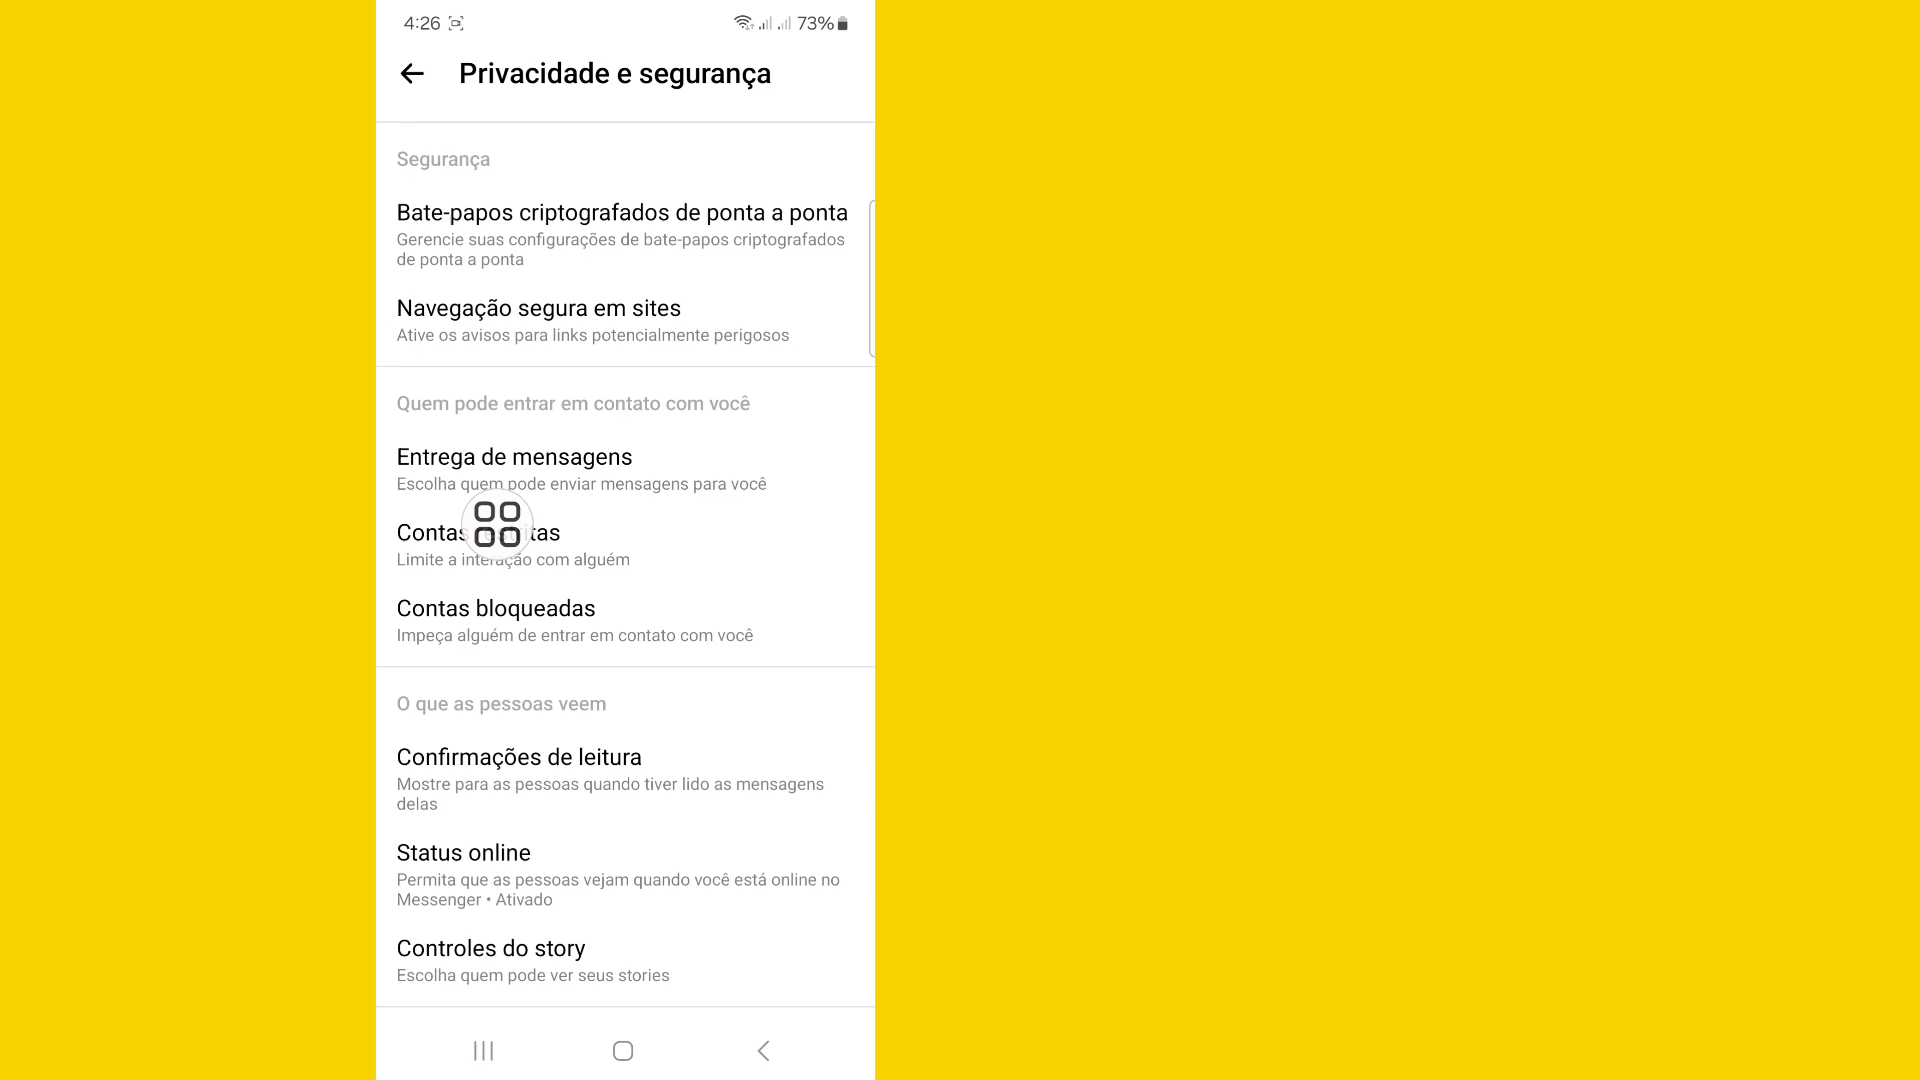 4:26
73%
Privacidade e segurança
Segurança
Bate-papos criptografados de ponta a ponta
Gerencie suas configurações de bate-papos criptografados
de ponta a ponta
Navegação segura em sites
Ative os avisos para links potencialmente perigosos
Quem pode entrar em contato com você
Entrega de mensagens
Escolha quem pode enviar mensagens para você
Contas restritas
Limite a interação com alguém
Contas bloqueadas
Impeça alguém de entrar em contato com você
O que as pessoas veem
Confirmações de leitura
Mostre para as pessoas quando tiver lido as mensagens
delas
Status online
Permita que as pessoas vejam quando você está online no
Messenger • Ativado
Controles do story
Escolha quem pode ver seus stories